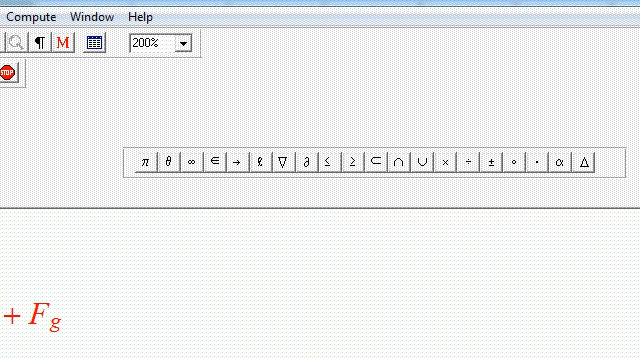 Compute Window Help
¶ M 200%
STOP
π θ ∞ ∈ → ℓ ∇ ∂ ≤ ≥ ⊂ ∩ ∪ × ÷ ± ∘ · α Δ
+ F_g